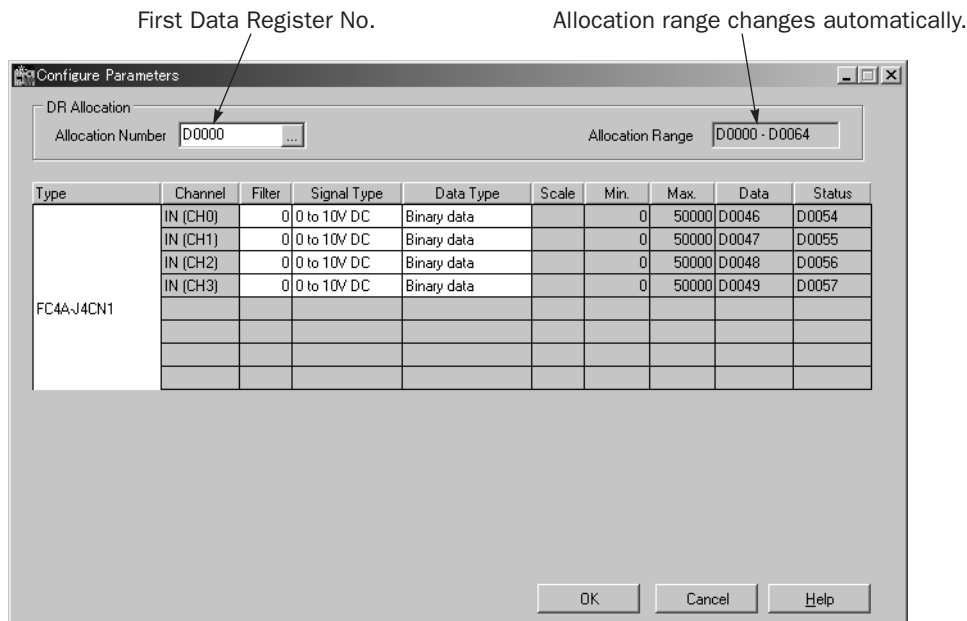 First Data Register No.
Allocation range changes automatically.
Configure Parameters
DR Allocation
Allocation Number D0000 ... Allocation Range D0000 - D0064
Type Channel Filter Signal Type Data Type Scale Min. Max. Data Status
IN (CH0) 0 0 to 10V DC Binary data 0 50000 D0046 D0054
IN (CH1) 0 0 to 10V DC Binary data 0 50000 D0047 D0055
IN (CH2) 0 0 to 10V DC Binary data 0 50000 D0048 D0056
IN (CH3) 0 0 to 10V DC Binary data 0 50000 D0049 D0057
FC4A-J4CN1
OK Cancel Help